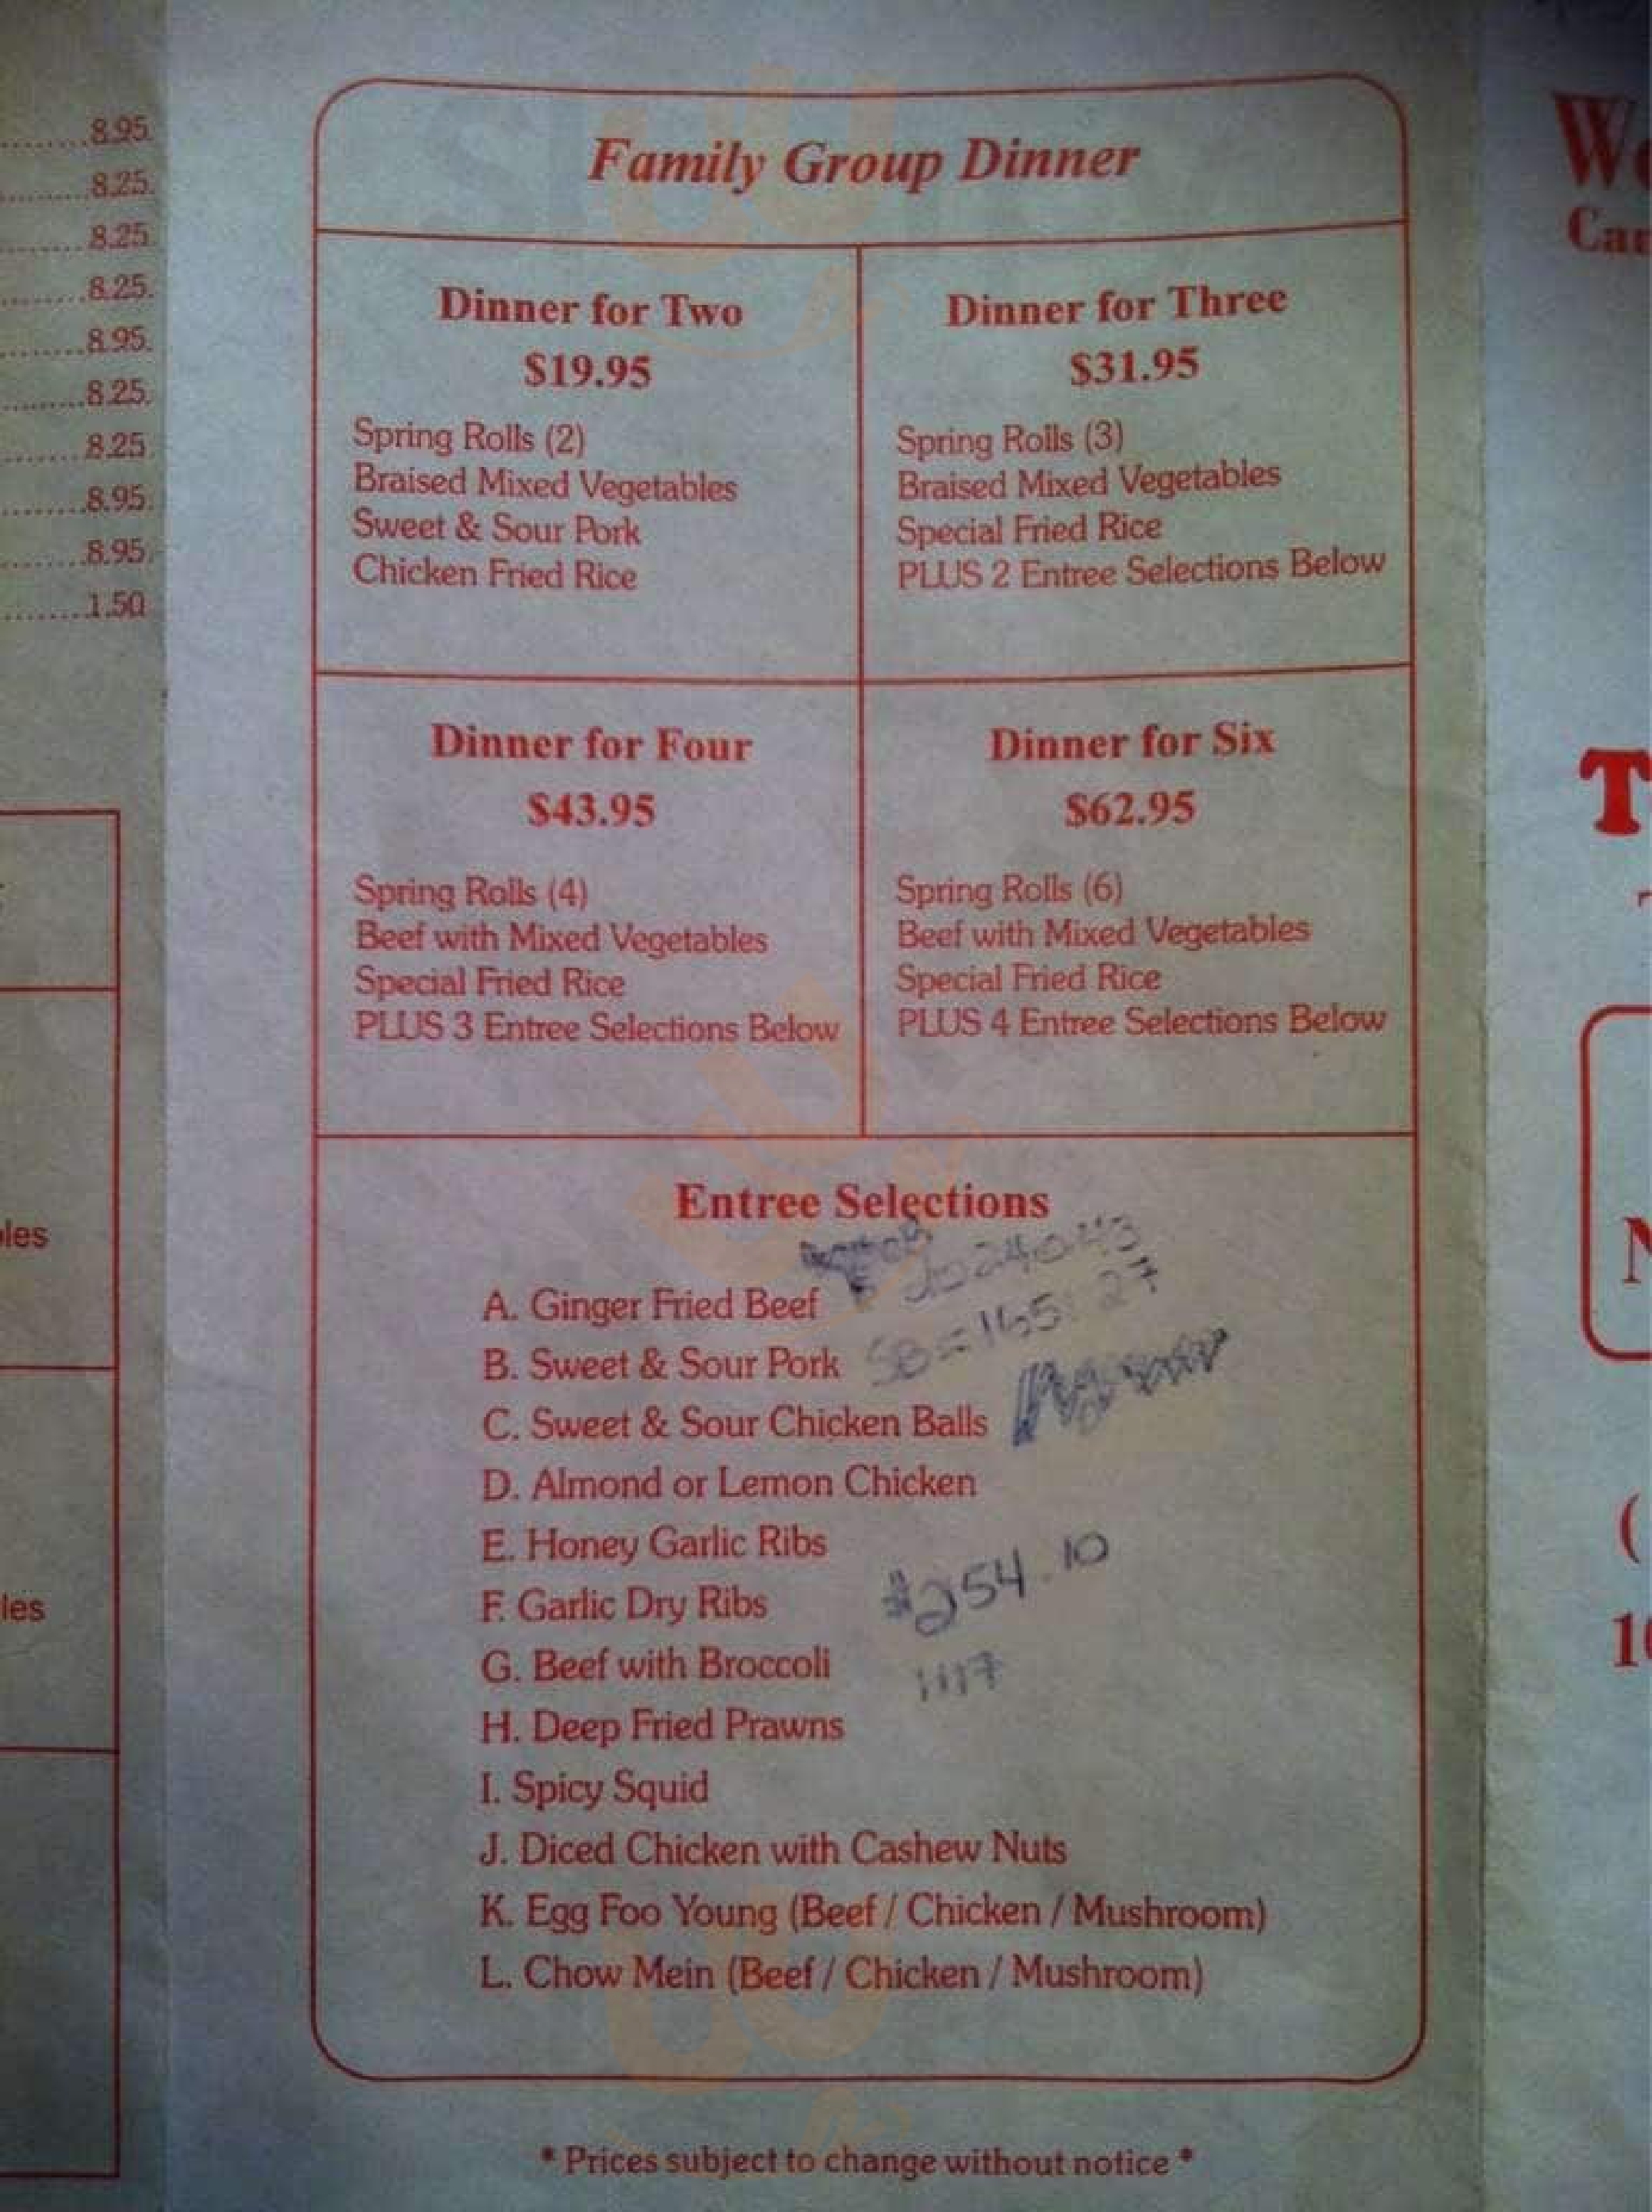 8.95
8.25
8.25
8.25
8.95
8.25
8.25
8.95
8.95
1.50
les
les
Family Group Dinner
Dinner for Two
$19.95
Spring Rolls (2)
Braised Mixed Vegetables
Sweet & Sour Pork
Chicken Fried Rice
Dinner for Three
$31.95
Spring Rolls (3)
Braised Mixed Vegetables
Special Fried Rice
PLUS 2 Entree Selections Below
Dinner for Four
$43.95
Spring Rolls (4)
Beef with Mixed Vegetables
Special Fried Rice
PLUS 3 Entree Selections Below
Dinner for Six
$62.95
Spring Rolls (6)
Beef with Mixed Vegetables
Special Fried Rice
PLUS 4 Entree Selections Below
Entree Selections
A. Ginger Fried Beef
B. Sweet & Sour Pork
C. Sweet & Sour Chicken Balls
D. Almond or Lemon Chicken
E. Honey Garlic Ribs
F. Garlic Dry Ribs
G. Beef with Broccoli
H. Deep Fried Prawns
I. Spicy Squid
J. Diced Chicken with Cashew Nuts
K. Egg Foo Young (Beef / Chicken / Mushroom)
L. Chow Mein (Beef / Chicken / Mushroom)
SB = 165.27
$254.10
1117
* Prices subject to change without notice *